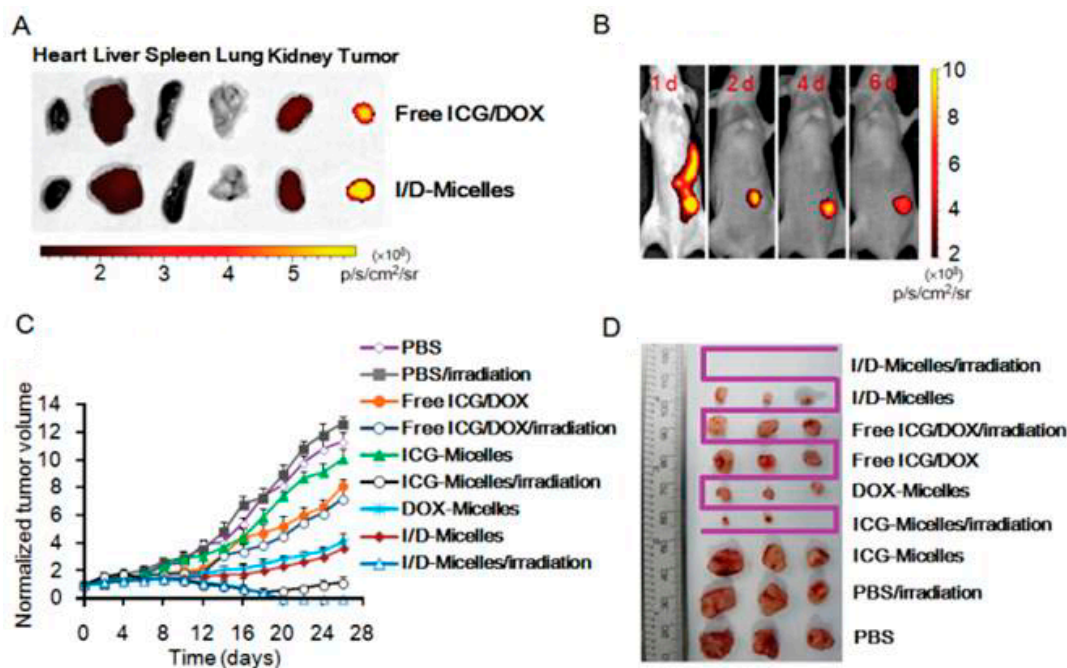 A
Heart Liver Spleen Lung Kidney Tumor
Free ICG/DOX
I/D-Micelles
2 3 4 5
(×10⁸)
p/s/cm²/sr
B
1 d 2 d 4 d 6 d
10
8
6
4
2
(×10⁸)
p/s/cm²/sr
C
Normalized tumor volume
14
12
10
8
6
4
2
0
0 4 8 12 16 20 24 28
Time (days)
PBS
PBS/irradiation
Free ICG/DOX
Free ICG/DOX/irradiation
ICG-Micelles
ICG-Micelles/irradiation
DOX-Micelles
I/D-Micelles
I/D-Micelles/irradiation
D
I/D-Micelles/irradiation
I/D-Micelles
Free ICG/DOX/irradiation
Free ICG/DOX
DOX-Micelles
ICG-Micelles/irradiation
ICG-Micelles
PBS/irradiation
PBS